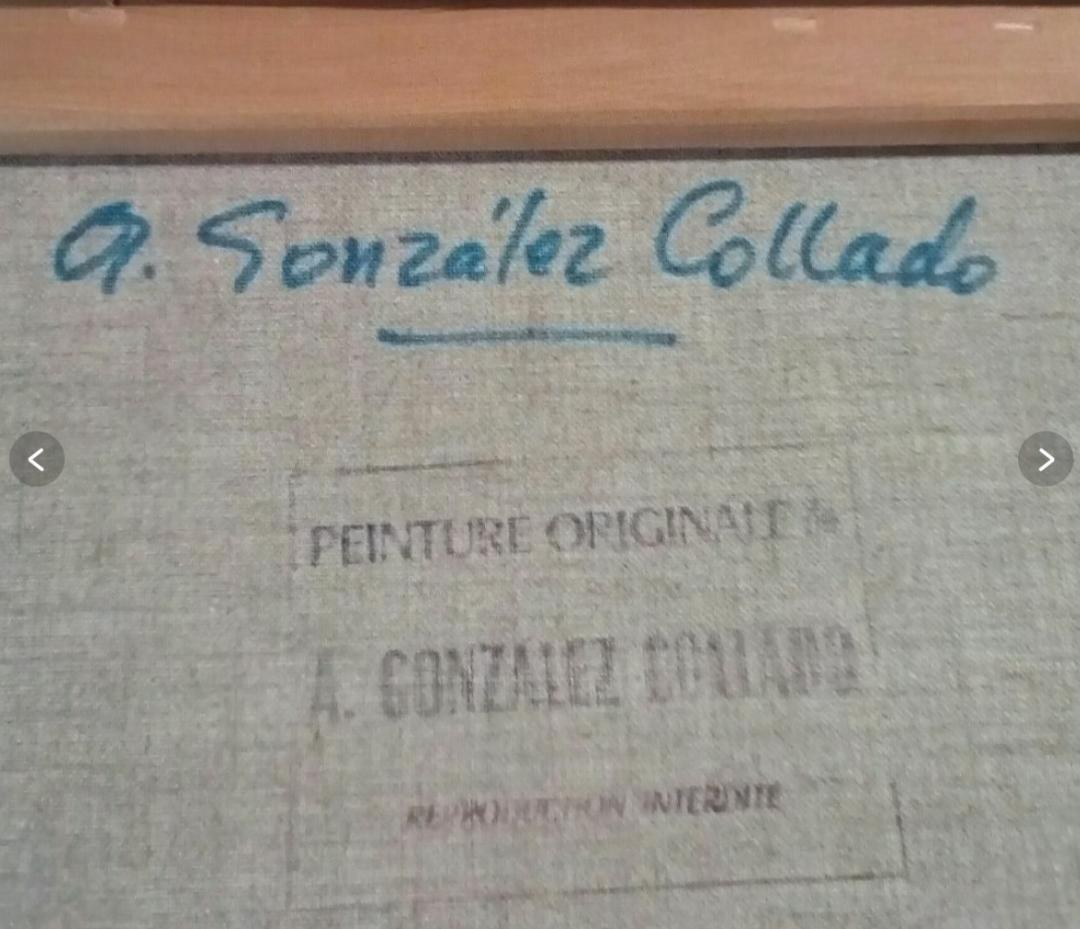 A. González Collado
PEINTURE ORIGINALE de
A. GONZALEZ COLLADO
REPRODUCTION INTERDITE